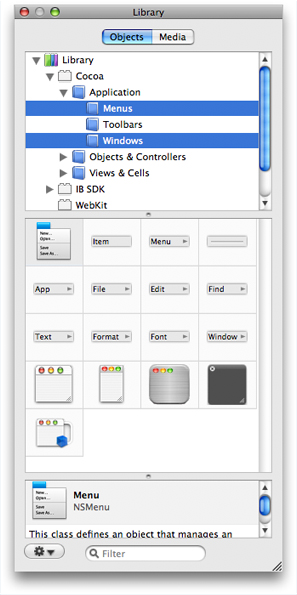 Library
Objects Media
Library
Cocoa
Application
Menus
Toolbars
Windows
Objects & Controllers
Views & Cells
IB SDK
WebKit
New...
Open...
Save
Save As...
Item Menu
App File Edit Find
Text Format Font Window
New...
Open...
Save
Save As...
Menu
NSMenu
This class defines an object that manages an
Filter